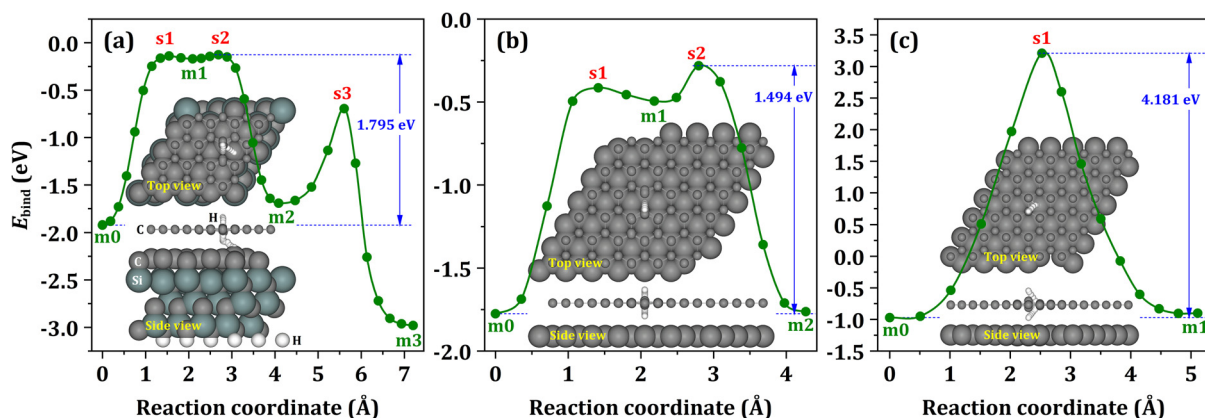 (a)
E_bind (eV)
0.0
-0.5
-1.0
-1.5
-2.0
-2.5
-3.0
s1
s2
m1
s3
1.795 eV
Top view
m0
m2
H
C
C
Si
Side view
H
m3
0 1 2 3 4 5 6 7
Reaction coordinate (Å)
(b)
0.0
-0.5
-1.0
-1.5
-2.0
s1
s2
m1
1.494 eV
Top view
Side view
m0
m2
0 1 2 3 4
Reaction coordinate (Å)
(c)
3.5
3.0
2.5
2.0
1.5
1.0
0.5
0.0
-0.5
-1.0
-1.5
s1
4.181 eV
Top view
Side view
m0
m1
0 1 2 3 4 5
Reaction coordinate (Å)